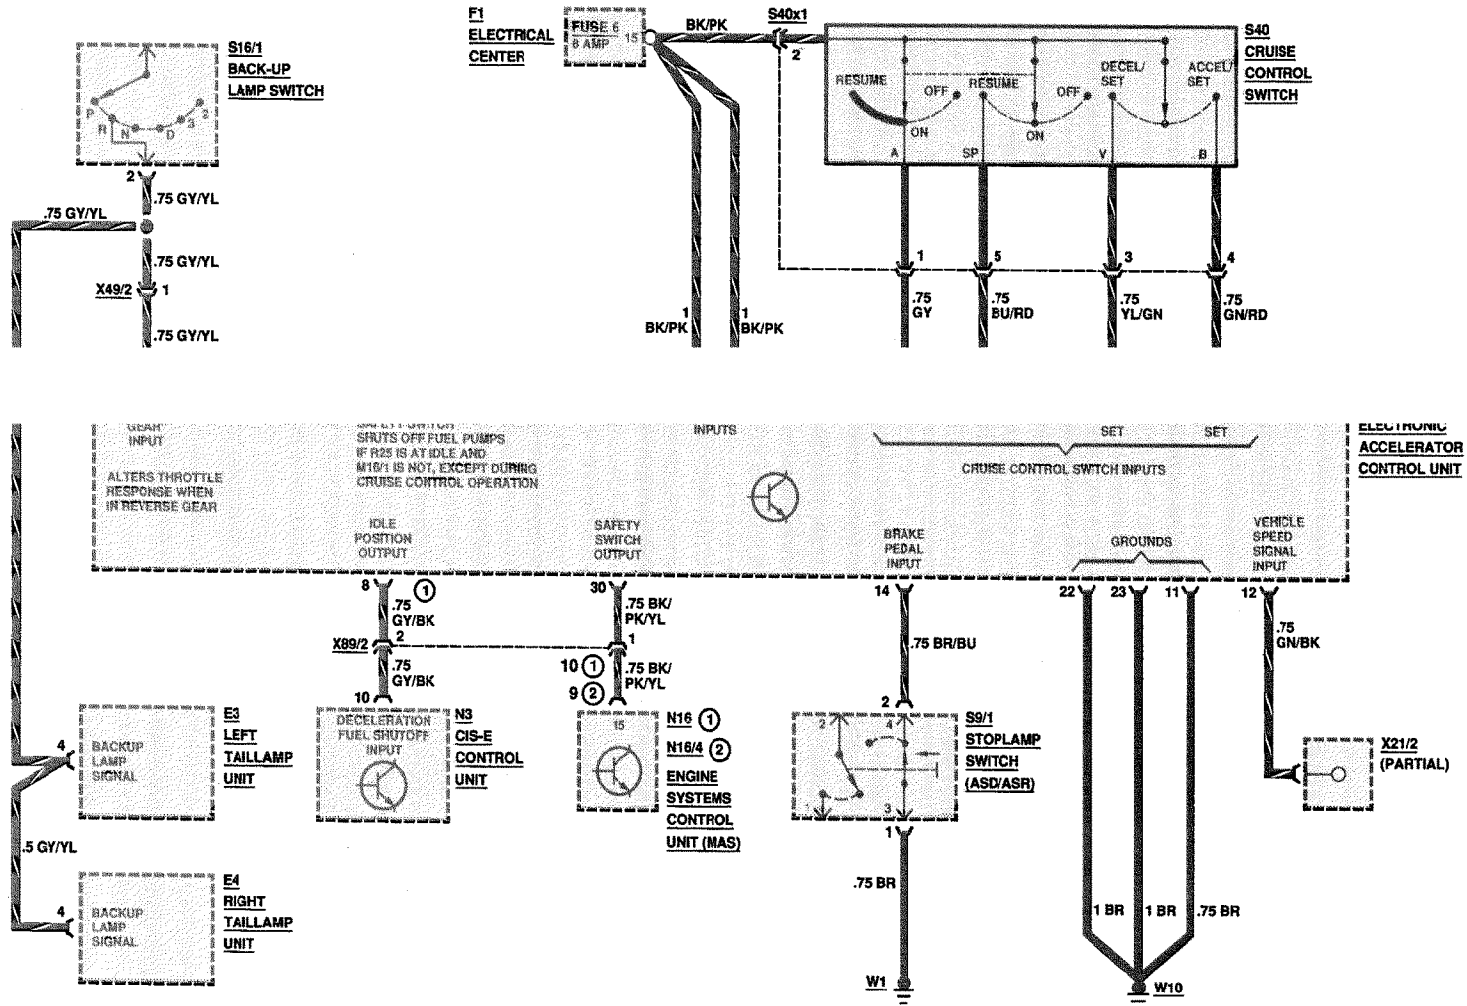 F1
ELECTRICAL
CENTER
FUSE 6
8 AMP
15
BK/PK
S40x1
2
S40
CRUISE
CONTROL
SWITCH
RESUME
OFF
ON
RESUME
OFF
ON
DECEL/
SET
ACCEL/
SET
A
SP
V
B
S16/1
BACK-UP
LAMP SWITCH
P
R
N
D
3
2
2
.75 GY/YL
.75 GY/YL
.75 GY/YL
X49/2
1
.75 GY/YL
1
BK/PK
1
BK/PK
1
.75
GY
5
.75
BU/RD
3
.75
YL/GN
4
.75
GN/RD
GEAR
INPUT
ALTERS THROTTLE
RESPONSE WHEN
IN REVERSE GEAR
SAFETY SWITCH
SHUTS OFF FUEL PUMPS
IF R25 IS AT IDLE AND
M16/1 IS NOT, EXCEPT DURING
CRUISE CONTROL OPERATION
INPUTS
SET
SET
CRUISE CONTROL SWITCH INPUTS
ELECTRONIC
ACCELERATOR
CONTROL UNIT
IDLE
POSITION
OUTPUT
SAFETY
SWITCH
OUTPUT
BRAKE
PEDAL
INPUT
GROUNDS
VEHICLE
SPEED
SIGNAL
INPUT
8
1
30
14
22
23
11
12
.75
GY/BK
.75 BK/
PK/YL
X89/2
2
1
.75
GY/BK
10
10 1
9 2
.75 BK/
PK/YL
.75 BR/BU
2
.75
GN/BK
DECELERATION
FUEL SHUTOFF
INPUT
N3
CIS-E
CONTROL
UNIT
15
N16 1
N16/4 2
ENGINE
SYSTEMS
CONTROL
UNIT (MAS)
2
4
1
3
S9/1
STOPLAMP
SWITCH
(ASD/ASR)
1
.75 BR
W1
1 BR
1 BR
.75 BR
W10
X21/2
(PARTIAL)
4
BACKUP
LAMP
SIGNAL
E3
LEFT
TAILLAMP
UNIT
.5 GY/YL
4
BACKUP
LAMP
SIGNAL
E4
RIGHT
TAILLAMP
UNIT